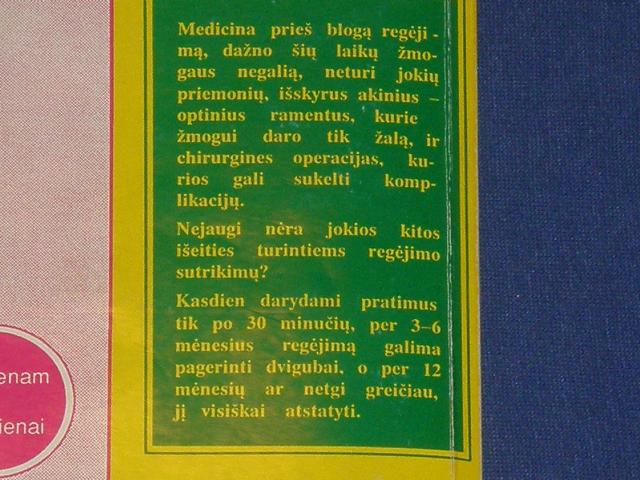 Medicina prieš blogą regėji-
mą, dažno šių laikų žmo-
gaus negalią, neturi jokių
priemonių, išskyrus akinius –
optinius ramentus, kurie
žmogui daro tik žalą, ir
chirurgines operacijas, ku-
rios gali sukelti komp-
likacijų.
Nejaugi nėra jokios kitos
išeities turintiems regėjimo
sutrikimų?
Kasdien darydami pratimus
tik po 30 minučių, per 3–6
mėnesius regėjimą galima
pagerinti dvigubai, o per 12
mėnesių ar netgi greičiau,
jį visiškai atstatyti.
enam
ienai